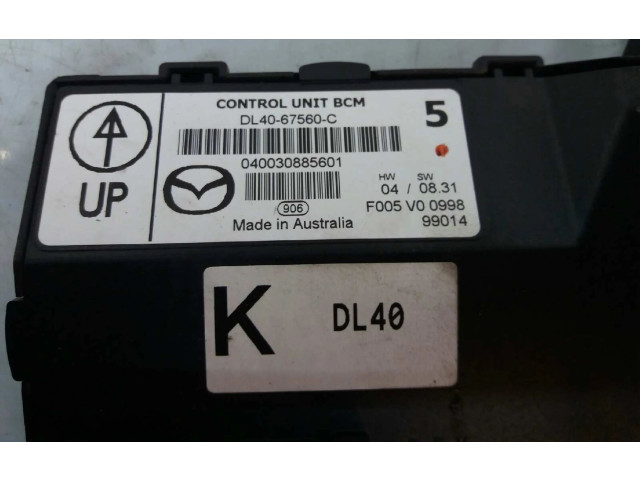 CONTROL UNIT BCM
DL40-67560-C
5
040030885601
HW SW
04 / 08.31
UP
906
F005 V0 0998
Made in Australia
99014
K
DL40